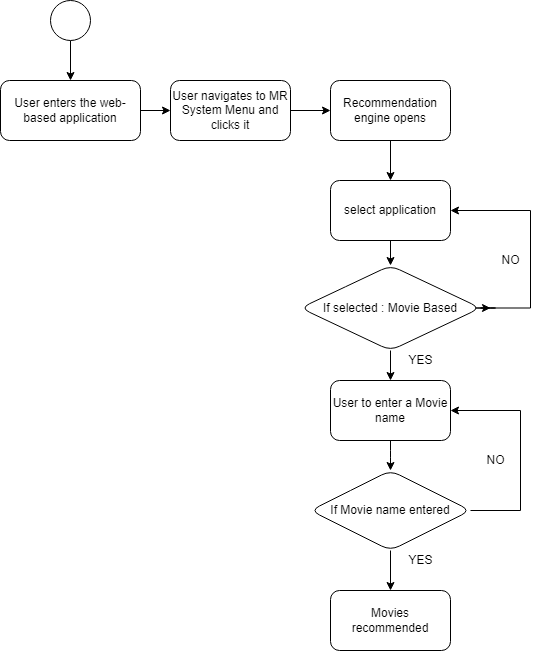 User enters the web-
based application
User navigates to MR
System Menu and
clicks it
Recommendation
engine opens
select application
NO
If selected : Movie Based
YES
User to enter a Movie
name
NO
If Movie name entered
YES
Movies
recommended